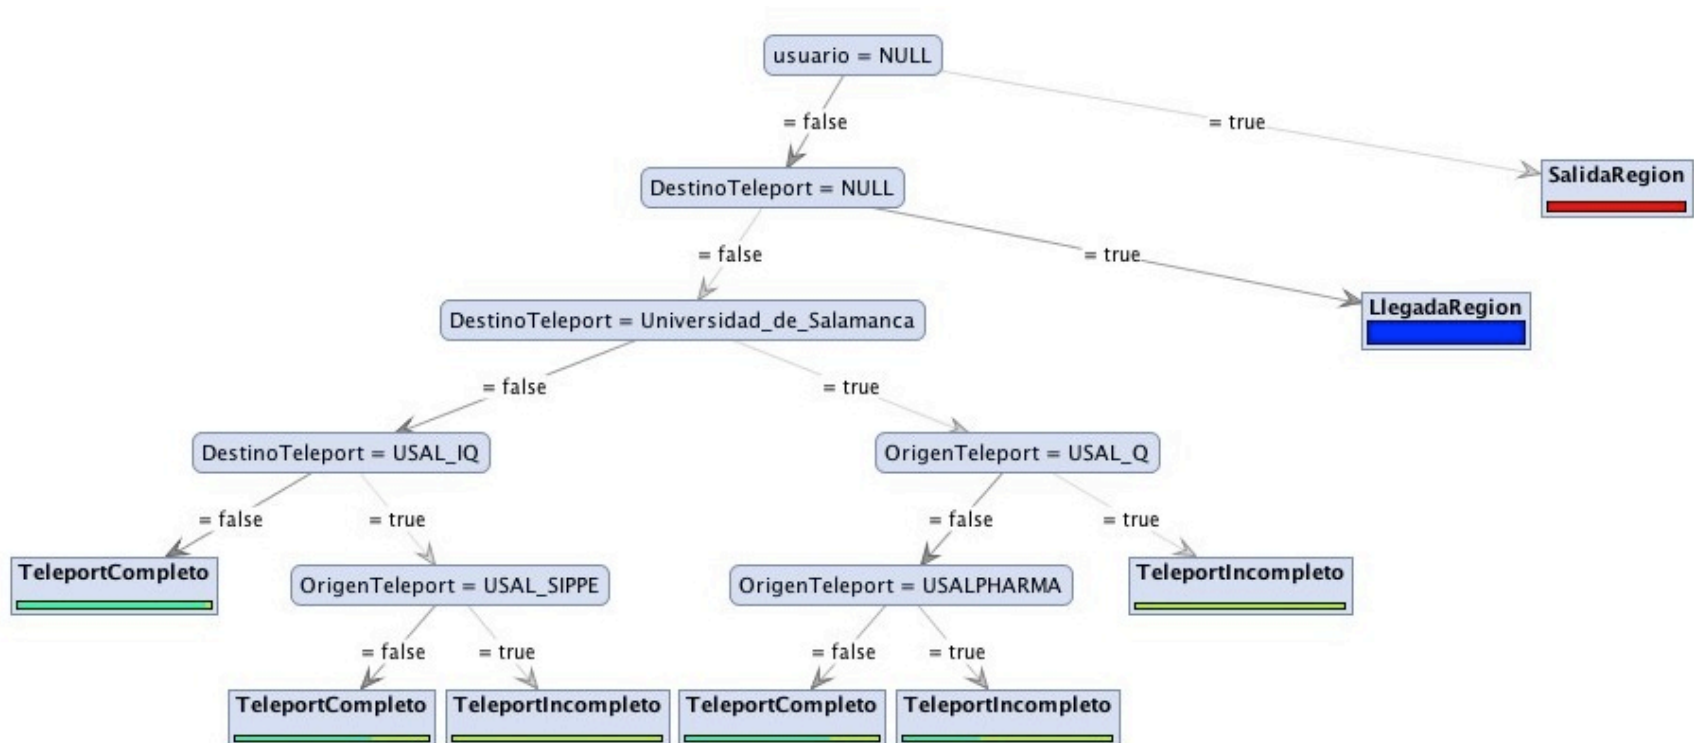 usuario = NULL
= false
= true
DestinoTeleport = NULL
SalidaRegion
= false
= true
DestinoTeleport = Universidad_de_Salamanca
LlegadaRegion
= false
= true
DestinoTeleport = USAL_IQ
OrigenTeleport = USAL_Q
= false
= true
= false
= true
TeleportCompleto
OrigenTeleport = USAL_SIPPE
OrigenTeleport = USALPHARMA
TeleportIncompleto
= false
= true
= false
= true
TeleportCompleto
TeleportIncompleto
TeleportCompleto
TeleportIncompleto